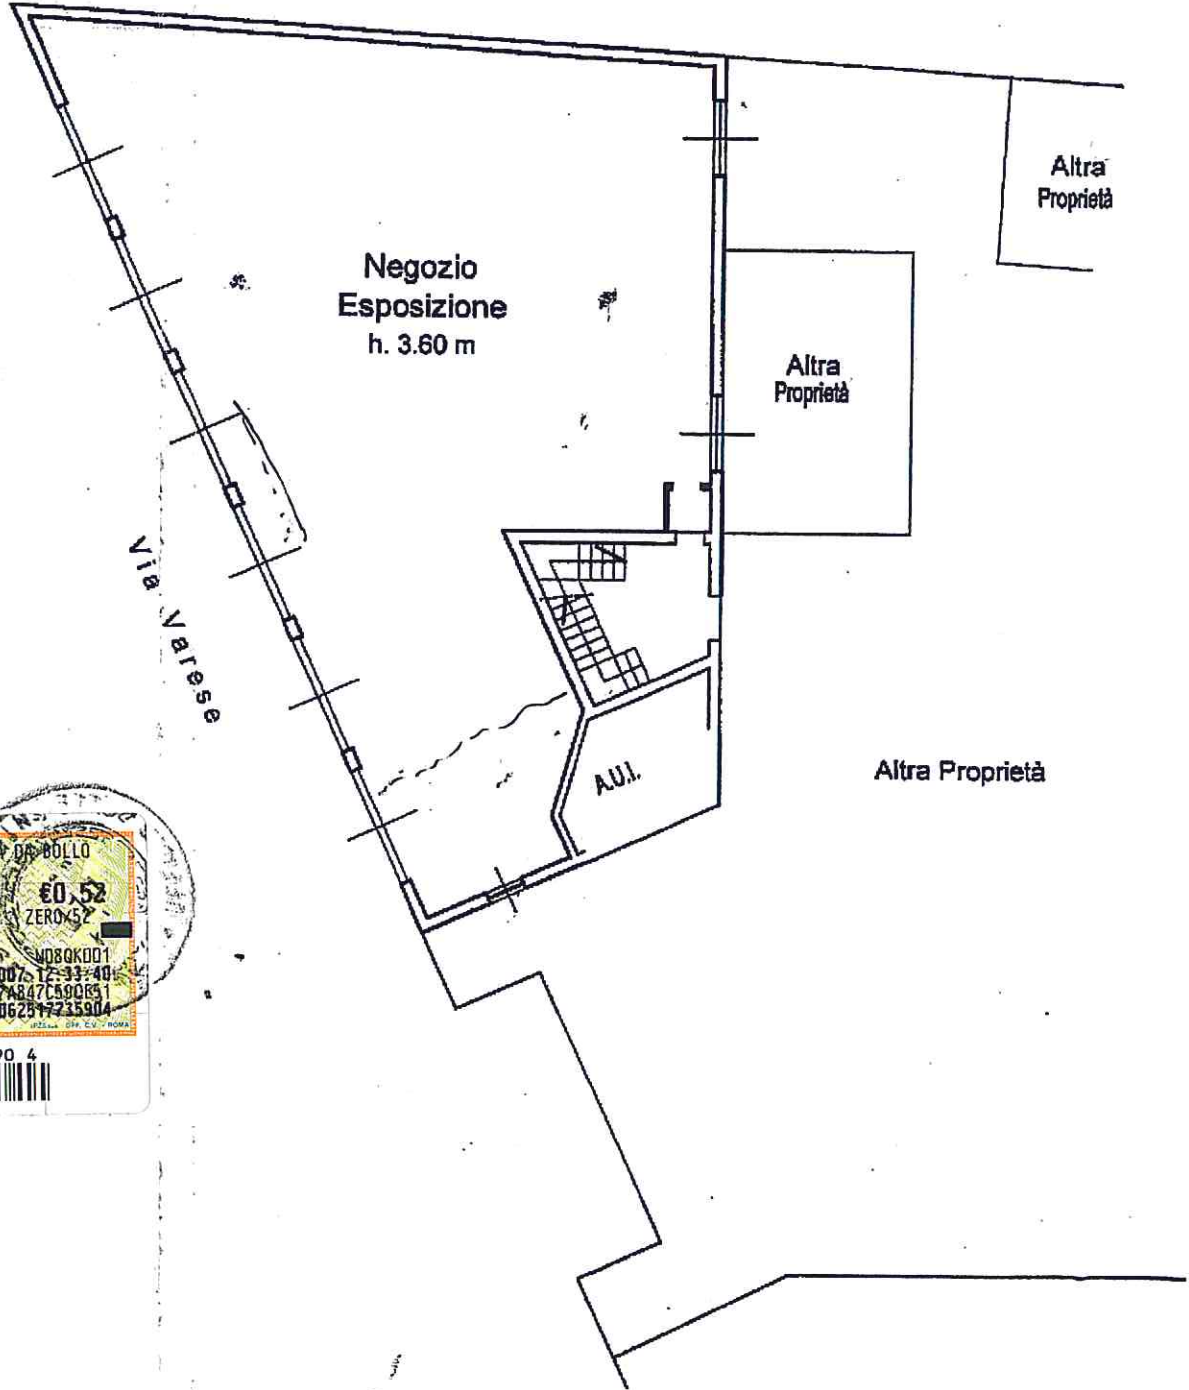 Altra
Proprietà
Negozio
Esposizione
h. 3.60 m
Altra
Proprietà
Via Varese
A.U.I.
Altra Proprietà
DA BOLLO
€0,52
ZERO/52